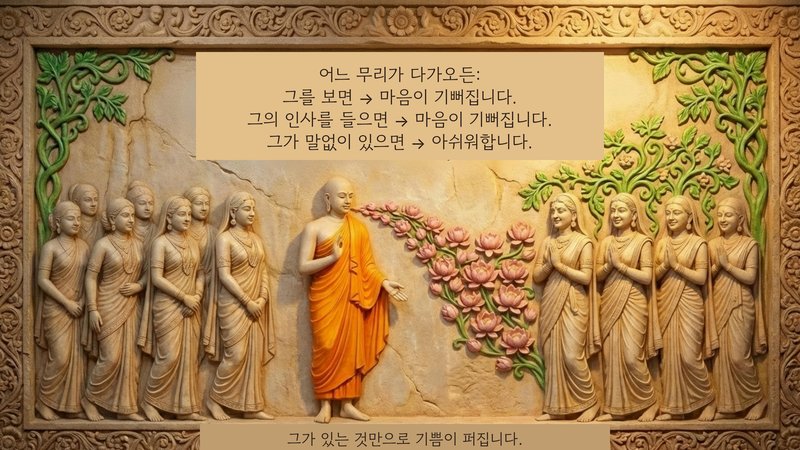 어느 무리가 다가오든:
그를 보면 → 마음이 기뻐집니다.
그의 인사를 들으면 → 마음이 기뻐집니다.
그가 말없이 있으면 → 아쉬워합니다.
그가 있는 것만으로 기쁨이 퍼집니다.